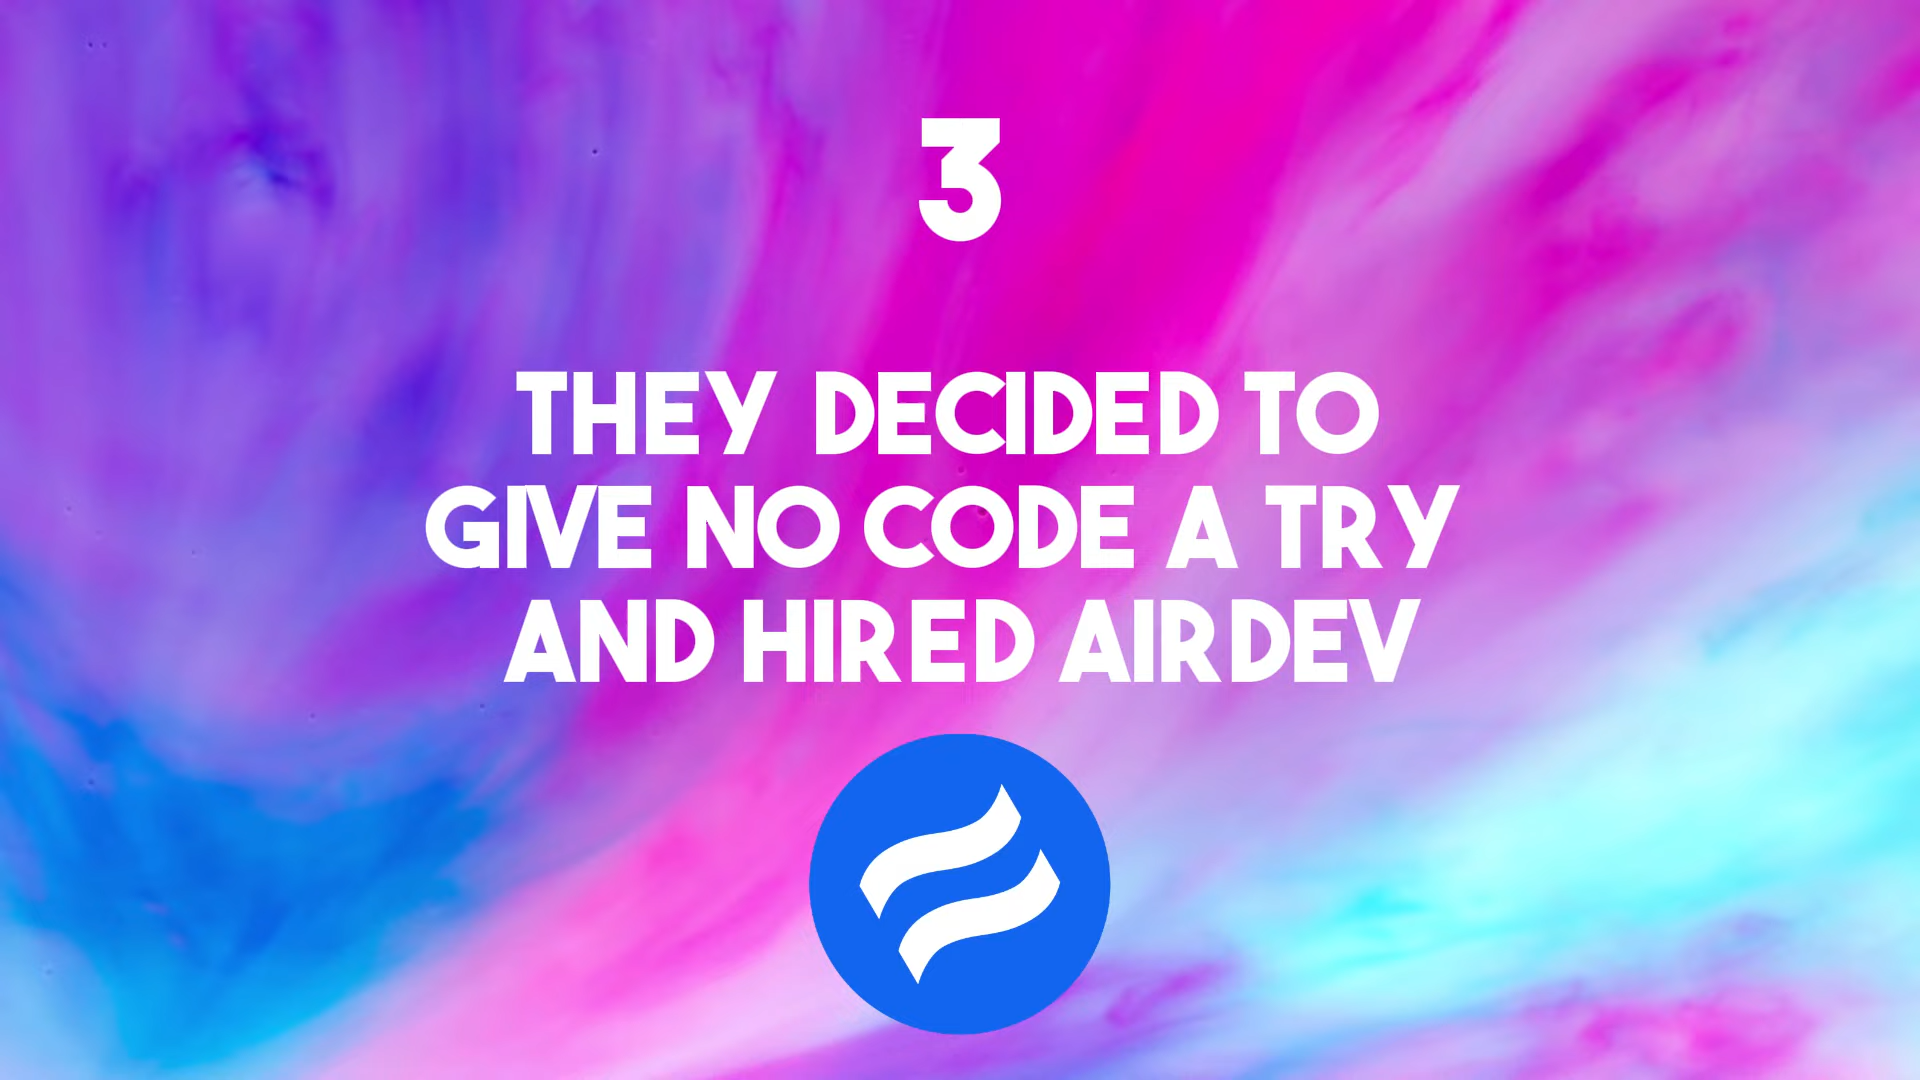 3
THEY DECIDED TO
GIVE NO CODE A TRY
AND HIRED AIRDEV